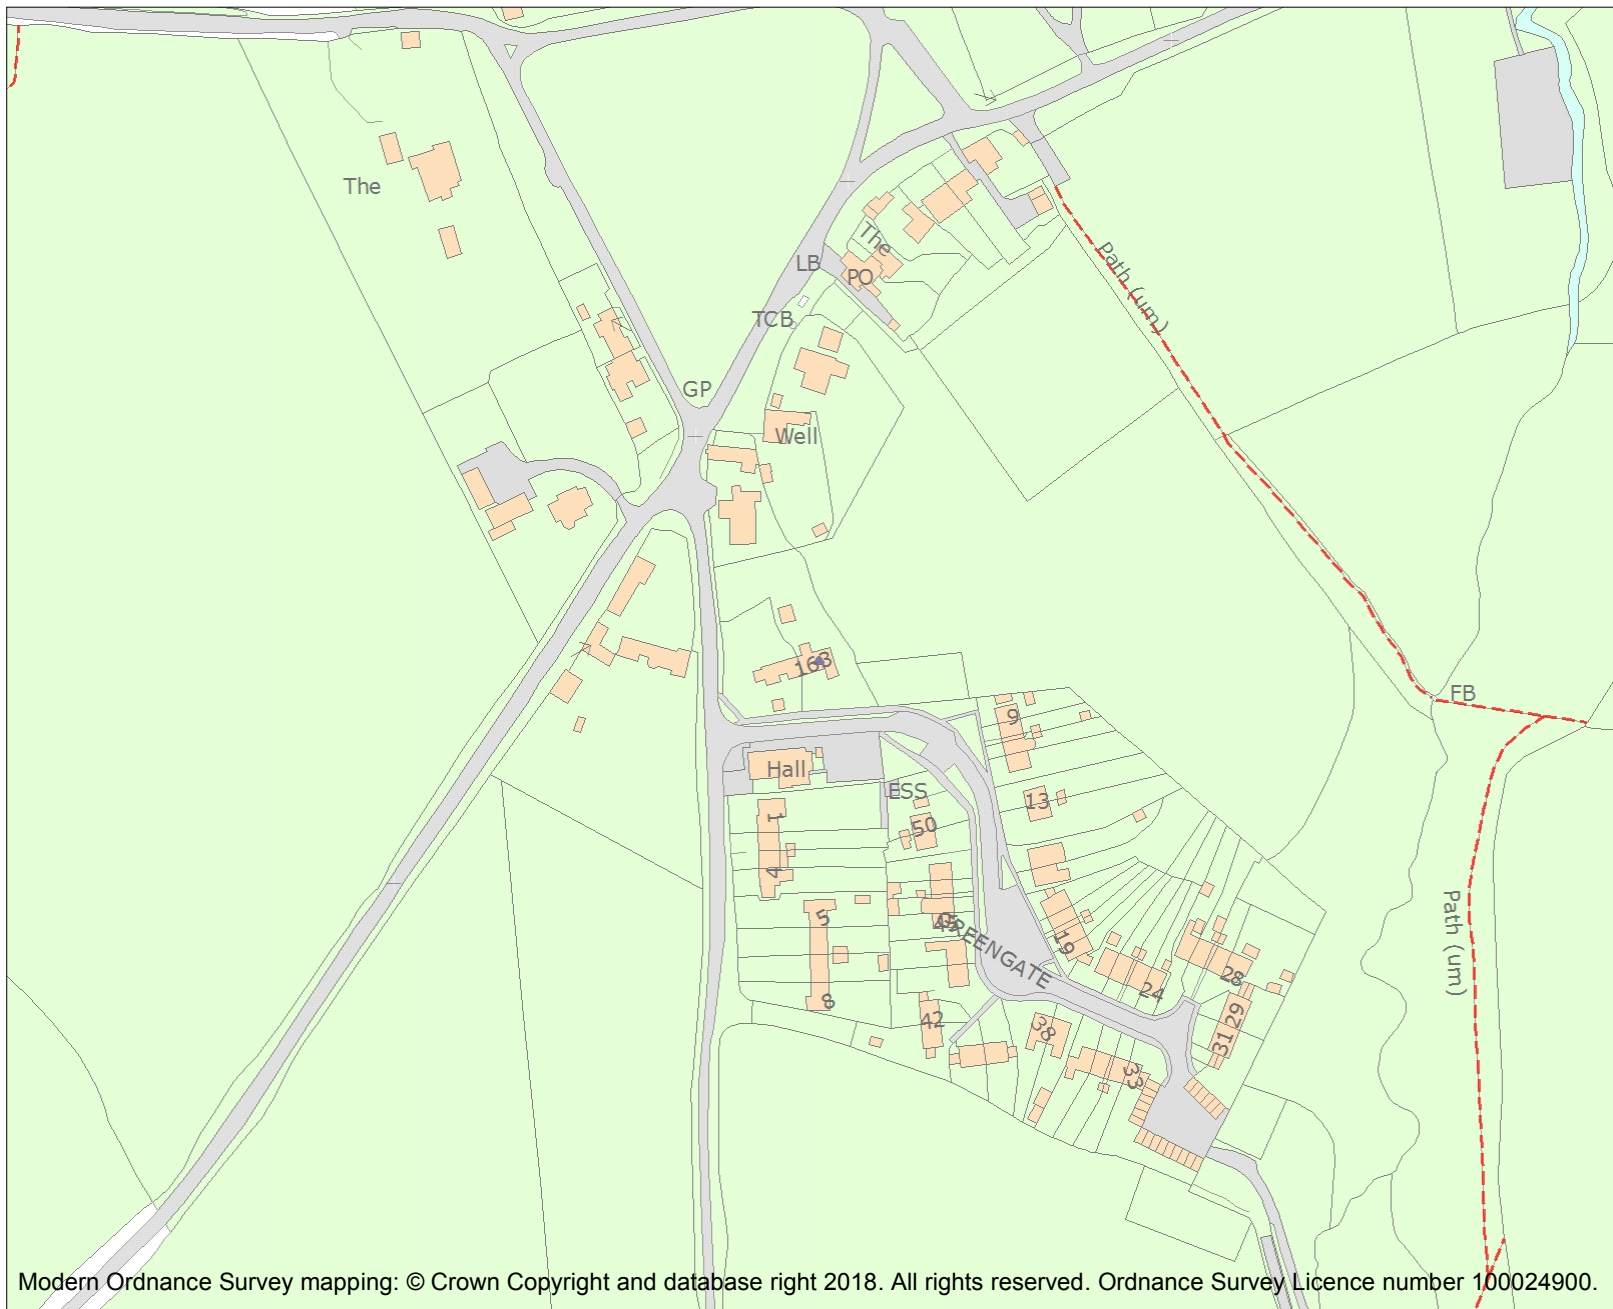 The
The
LB
PO
Path (um)
TCB
GP
Well
163
FB
9
Hall
ESS
13
1
50
4
5
45
GREENGATE
19
28
24
8
42
38
29
31
33
Path (um)
Modern Ordnance Survey mapping: © Crown Copyright and database right 2018. All rights reserved. Ordnance Survey Licence number 100024900.